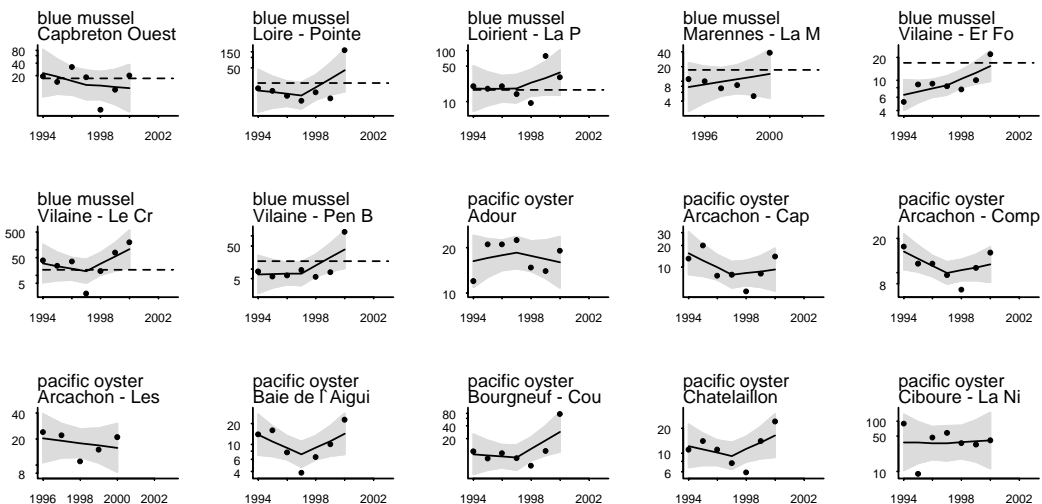 blue mussel
Capbreton Ouest
80
40
20
1994
1998
2002
blue mussel
Loire - Pointe
150
50
1994
1998
2002
blue mussel
Loirient - La P
100
50
10
1994
1998
2002
blue mussel
Marennes - La M
40
20
8
4
1996
2000
blue mussel
Vilaine - Er Fo
20
10
6
4
1994
1998
2002
blue mussel
Vilaine - Le Cr
500
50
5
1994
1998
2002
blue mussel
Vilaine - Pen B
50
5
1994
1998
2002
pacific oyster
Adour
20
10
1994
1998
2002
pacific oyster
Arcachon - Cap
30
20
10
1994
1998
2002
pacific oyster
Arcachon - Comp
20
8
1994
1998
2002
pacific oyster
Arcachon - Les
40
20
8
1996
1998
2000
2002
pacific oyster
Baie de l`Aigui
20
10
6
4
1994
1998
2002
pacific oyster
Bourgneuf - Cou
80
40
20
1994
1998
2002
pacific oyster
Chatelaillon
20
10
6
1994
1998
2002
pacific oyster
Ciboure - La Ni
100
50
10
1994
1998
2002